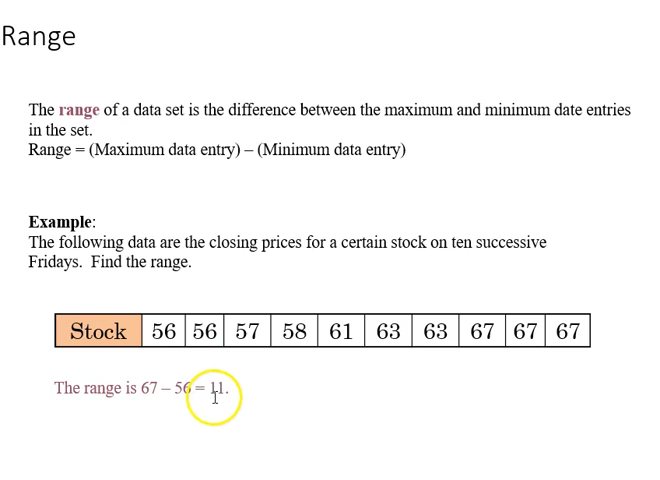 Range
The range of a data set is the difference between the maximum and minimum date entries
in the set.
Range = (Maximum data entry) – (Minimum data entry)
Example:
The following data are the closing prices for a certain stock on ten successive
Fridays. Find the range.
Stock 56 56 57 58 61 63 63 67 67 67
The range is 67 – 56 = 11.